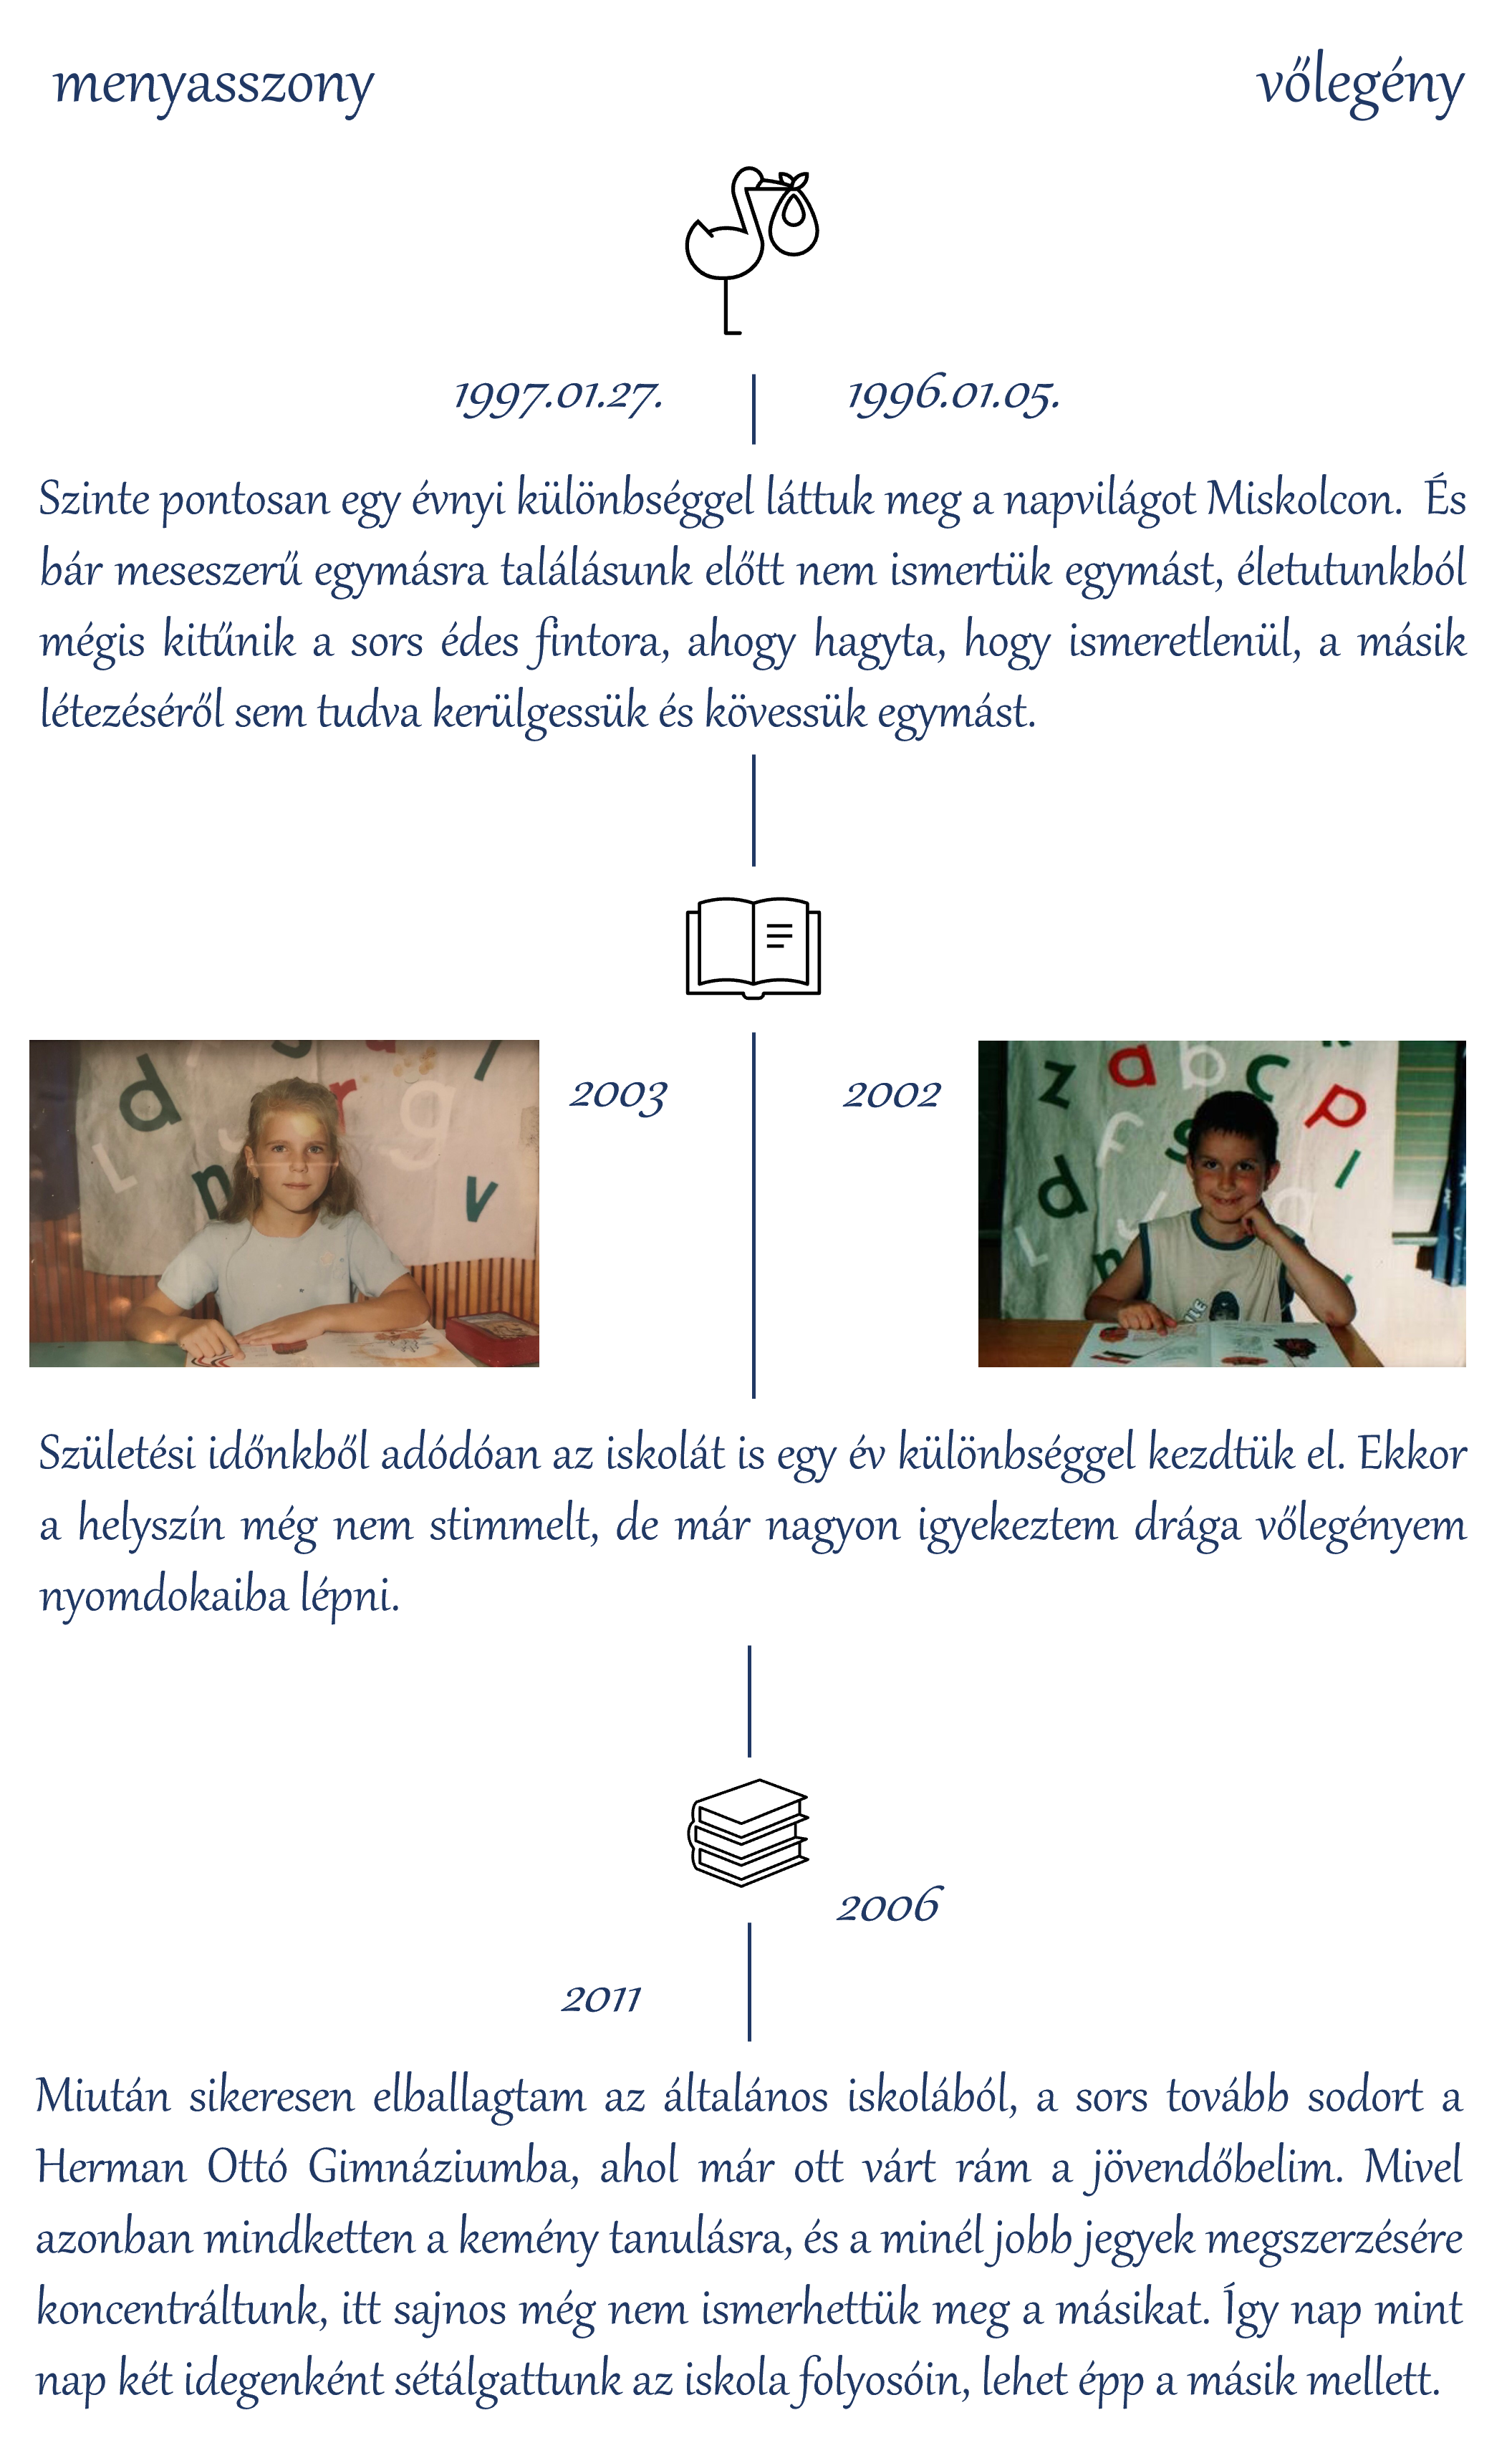 menyasszony
vőlegény
1997.01.27.
1996.01.05.
Szinte pontosan egy évnyi különbséggel láttuk meg a napvilágot Miskolcon. És
bár meseszerű egymásra találásunk előtt nem ismertük egymást, életutunkból
mégis kitűnik a sors édes fintora, ahogy hagyta, hogy ismeretlenül, a másik
létezéséről sem tudva kerülgessük és kövessük egymást.
2003
2002
d
r
g
l
L
J
n
v
z
a
b
c
p
f
s
l
d
J
a
L
n
Születési időnkből adódóan az iskolát is egy év különbséggel kezdtük el. Ekkor
a helyszín még nem stimmelt, de már nagyon igyekeztem drága vőlegényem
nyomdokaiba lépni.
2006
2011
Miután sikeresen elballagtam az általános iskolából, a sors tovább sodort a
Herman Ottó Gimnáziumba, ahol már ott várt rám a jövendőbelim. Mivel
azonban mindketten a kemény tanulásra, és a minél jobb jegyek megszerzésére
koncentráltunk, itt sajnos még nem ismerhettük meg a másikat. Így nap mint
nap két idegenként sétálgattunk az iskola folyosóin, lehet épp a másik mellett.